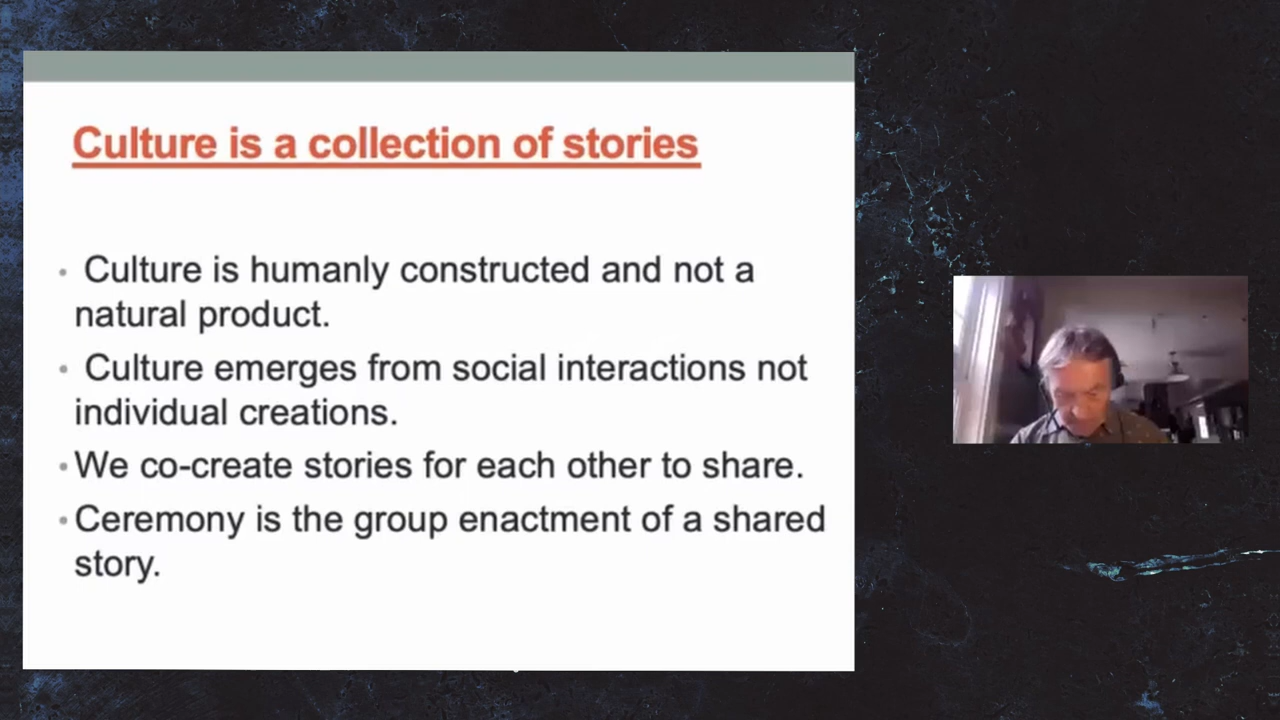 Culture is a collection of stories
• Culture is humanly constructed and not a
natural product.
• Culture emerges from social interactions not
individual creations.
• We co-create stories for each other to share.
• Ceremony is the group enactment of a shared
story.